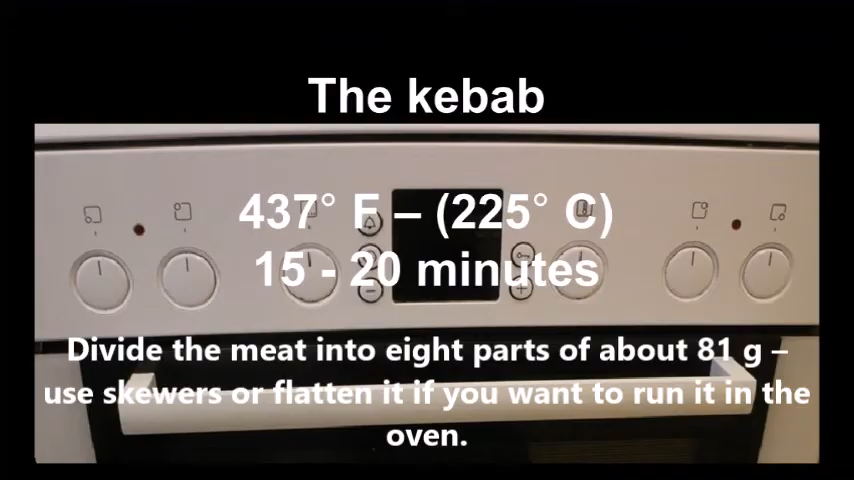 The kebab
437° F – (225° C)
15 - 20 minutes
Divide the meat into eight parts of about 81 g –
use skewers or flatten it if you want to run it in the
oven.